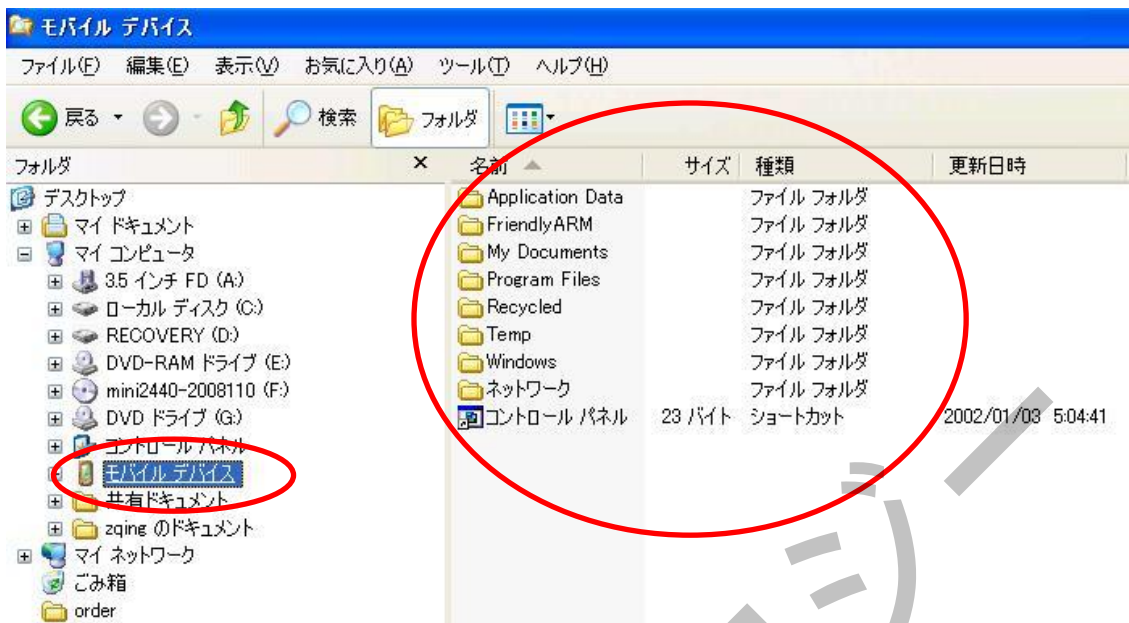 モバイル デバイス
ファイル(F) 編集(E) 表示(V) お気に入り(A) ツール(T) ヘルプ(H)
戻る 検索 フォルダ
フォルダ × 名前 サイズ 種類 更新日時
デスクトップ
マイ ドキュメント
マイ コンピュータ
3.5 インチ FD (A:)
ローカル ディスク (C:)
RECOVERY (D:)
DVD-RAM ドライブ (E:)
mini2440-2008110 (F:)
DVD ドライブ (G:)
コントロール パネル
モバイル デバイス
共有ドキュメント
zqing のドキュメント
マイ ネットワーク
ごみ箱
order
Application Data ファイル フォルダ
FriendlyARM ファイル フォルダ
My Documents ファイル フォルダ
Program Files ファイル フォルダ
Recycled ファイル フォルダ
Temp ファイル フォルダ
Windows ファイル フォルダ
ネットワーク ファイル フォルダ
コントロール パネル 23 バイト ショートカット 2002/01/03 5:04:41
ジー